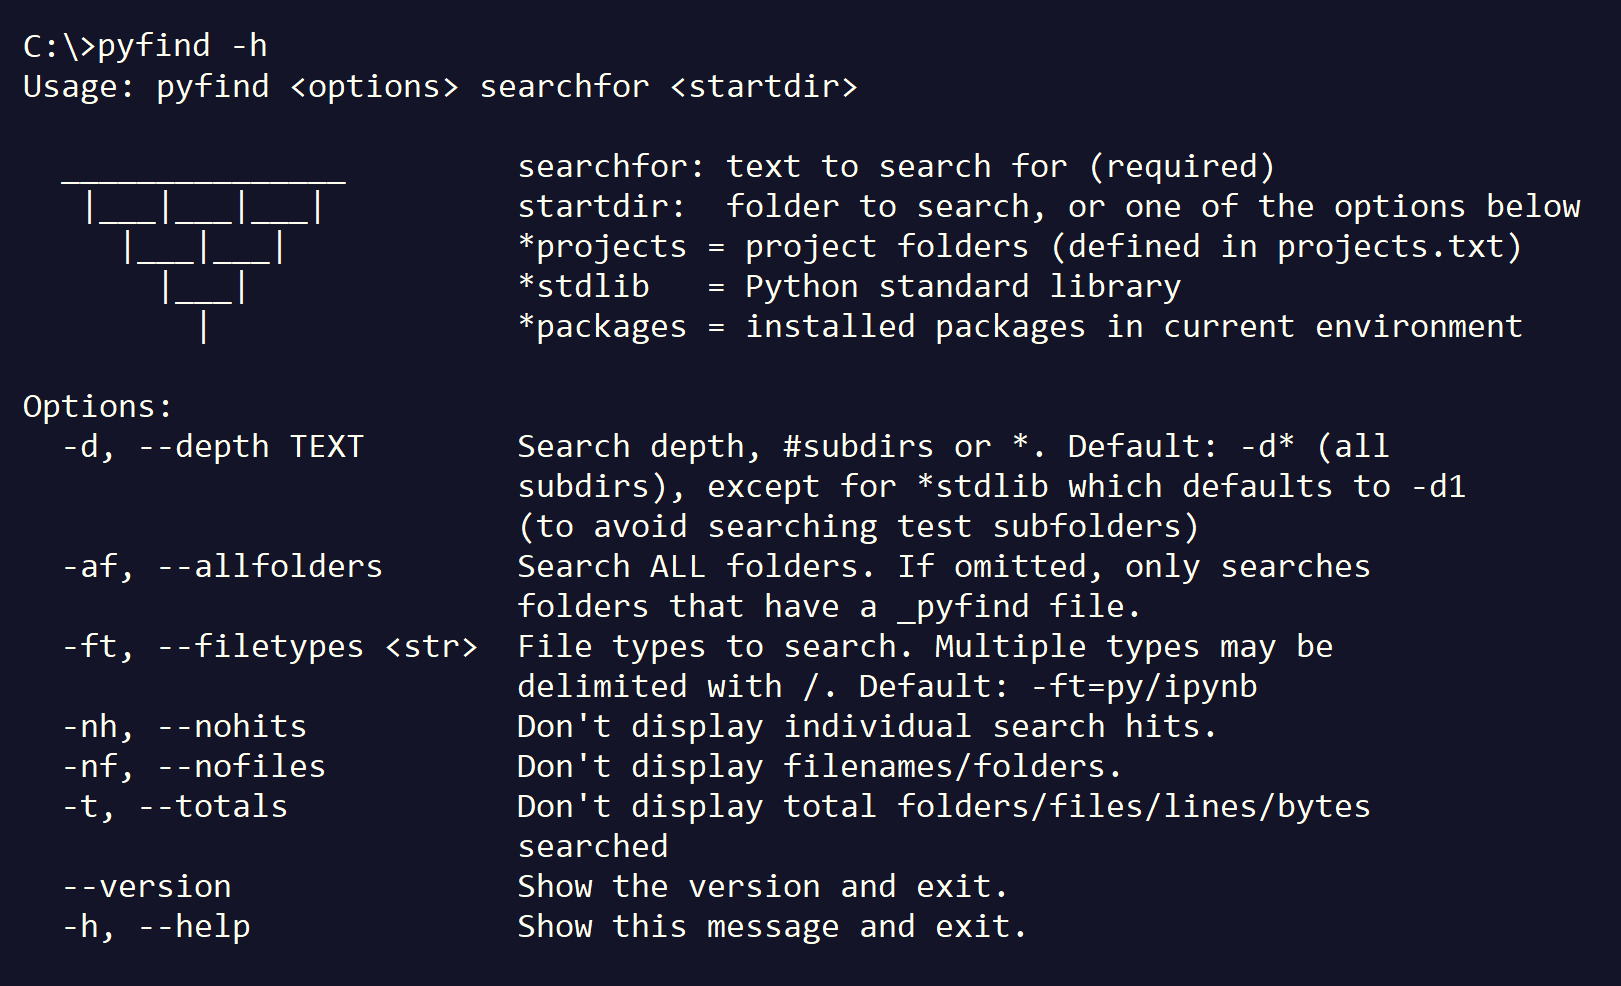 C:\>pyfind -h
Usage: pyfind <options> searchfor <startdir>
_______________            searchfor: text to search for (required)
|___|___|___|           startdir:  folder to search, or one of the options below
|___|___|             *projects = project folders (defined in projects.txt)
|___|               *stdlib   = Python standard library
|                 *packages = installed packages in current environment
Options:
-d, --depth TEXT        Search depth, #subdirs or *. Default: -d* (all
subdirs), except for *stdlib which defaults to -d1
(to avoid searching test subfolders)
-af, --allfolders       Search ALL folders. If omitted, only searches
folders that have a _pyfind file.
-ft, --filetypes <str>  File types to search. Multiple types may be
delimited with /. Default: -ft=py/ipynb
-nh, --nohits           Don't display individual search hits.
-nf, --nofiles          Don't display filenames/folders.
-t, --totals            Don't display total folders/files/lines/bytes
searched
--version               Show the version and exit.
-h, --help              Show this message and exit.